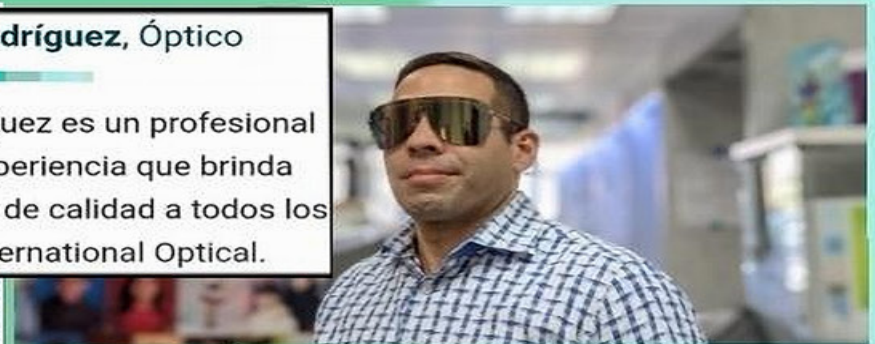 dríguez, Óptico
uez es un profesional
periencia que brinda
de calidad a todos los
ernational Optical.